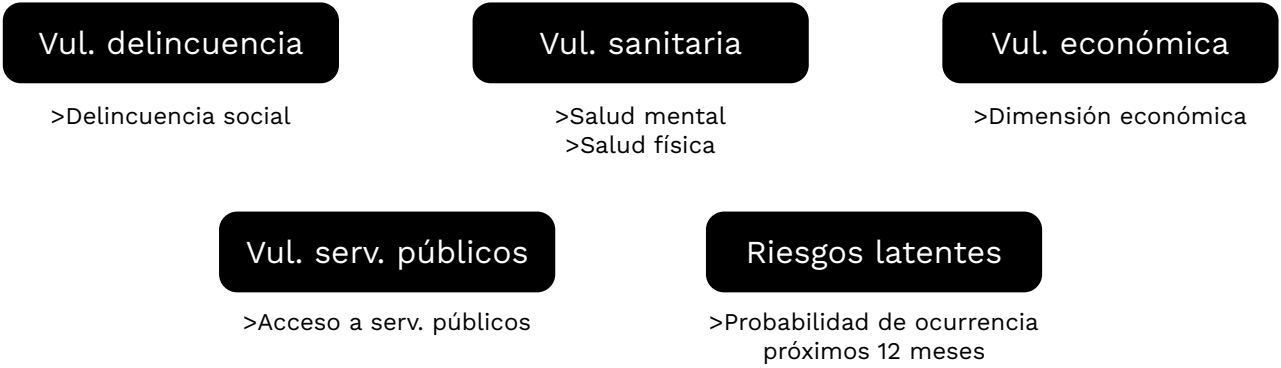 Vul. delincuencia
>Delincuencia social
Vul. sanitaria
>Salud mental
>Salud física
Vul. económica
>Dimensión económica
Vul. serv. públicos
>Acceso a serv. públicos
Riesgos latentes
>Probabilidad de ocurrencia
próximos 12 meses